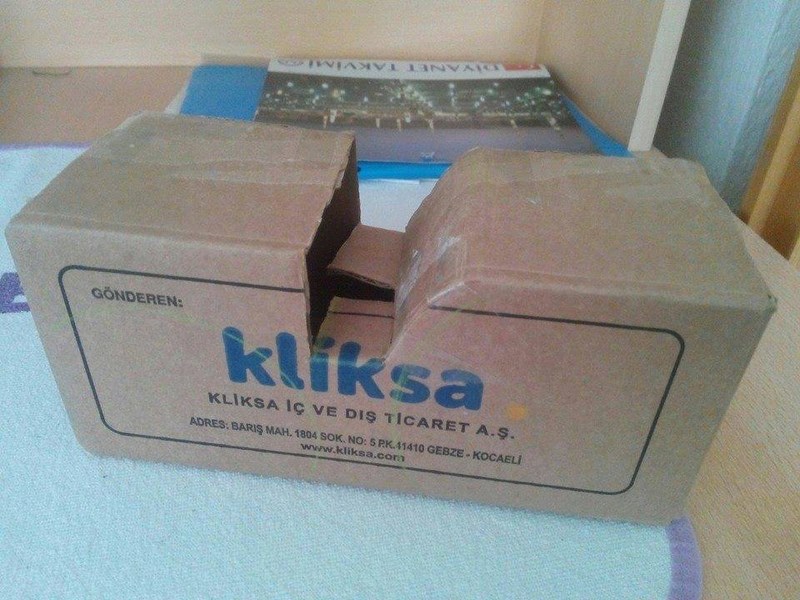 DİYANET TAKVİMİ
GÖNDEREN:
kliksa
KLİKSA İÇ VE DIŞ TİCARET A.Ş.
ADRES: BARIŞ MAH. 1804 SOK. NO: 5 P.K.41410 GEBZE - KOCAELİ
www.kliksa.com